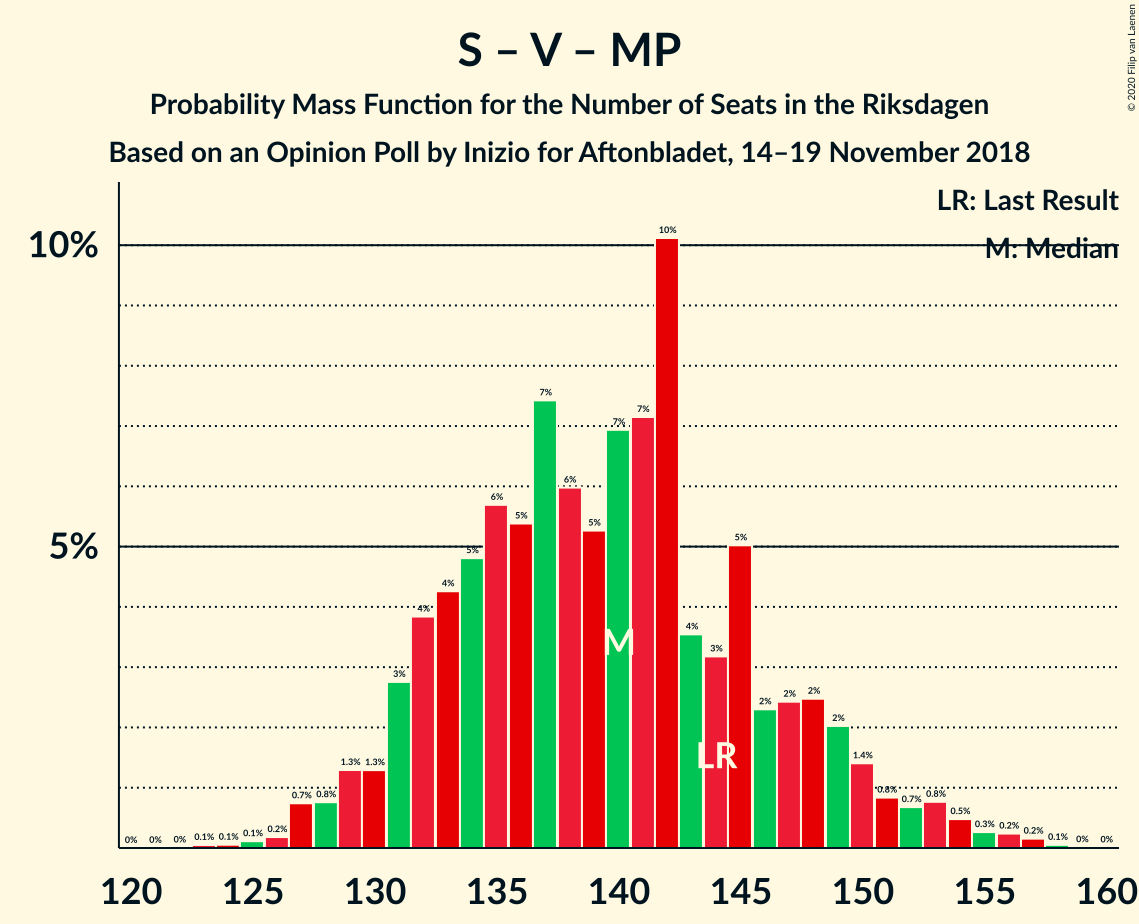 S – V – MP
Probability Mass Function for the Number of Seats in the Riksdagen
Based on an Opinion Poll by Inizio for Aftonbladet, 14–19 November 2018
© 2020 Filip van Laenen
LR: Last Result
M: Median
10%
5%
0% 0% 0% 0.1% 0.1% 0.1% 0.2% 0.7% 0.8% 1.3% 1.3% 3% 4% 4% 5% 6% 5% 7% 6% 5% 7% 7% 10% 4% 3% 5% 2% 2% 2% 2% 1.4% 0.8% 0.7% 0.8% 0.5% 0.3% 0.2% 0.2% 0.1% 0% 0%
M
LR
120 125 130 135 140 145 150 155 160